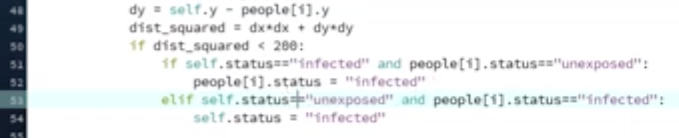 48 dy = self.y - people[i].y
49 dist_squared = dx*dx + dy*dy
50 if dist_squared < 200:
51 if self.status=="infected" and people[i].status=="unexposed":
52 people[i].status = "infected"
53 elif self.status=="unexposed" and people[i].status=="infected":
54 self.status = "infected"
55